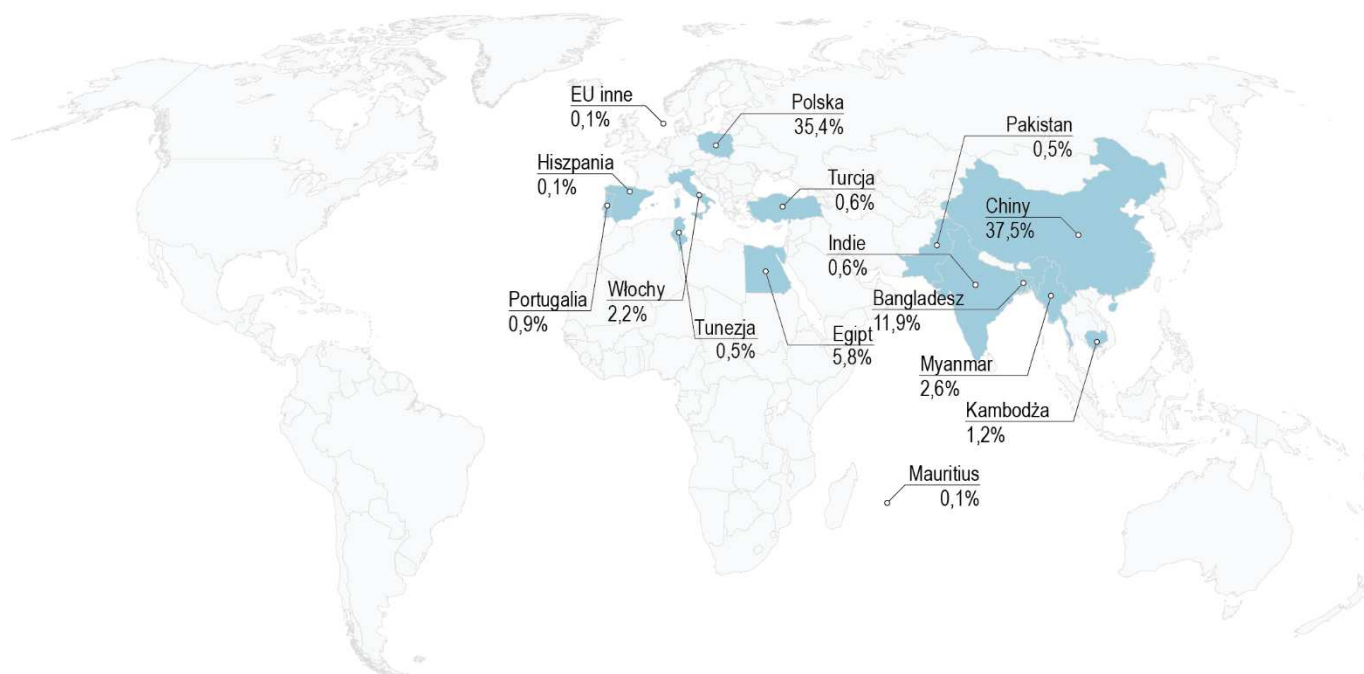 EU inne
0,1%
Polska
35,4%
Pakistan
0,5%
Hiszpania
0,1%
Turcja
0,6%
Chiny
37,5%
Indie
0,6%
Portugalia
0,9%
Włochy
2,2%
Tunezja
0,5%
Egipt
5,8%
Bangladesz
11,9%
Myanmar
2,6%
Kambodża
1,2%
Mauritius
0,1%